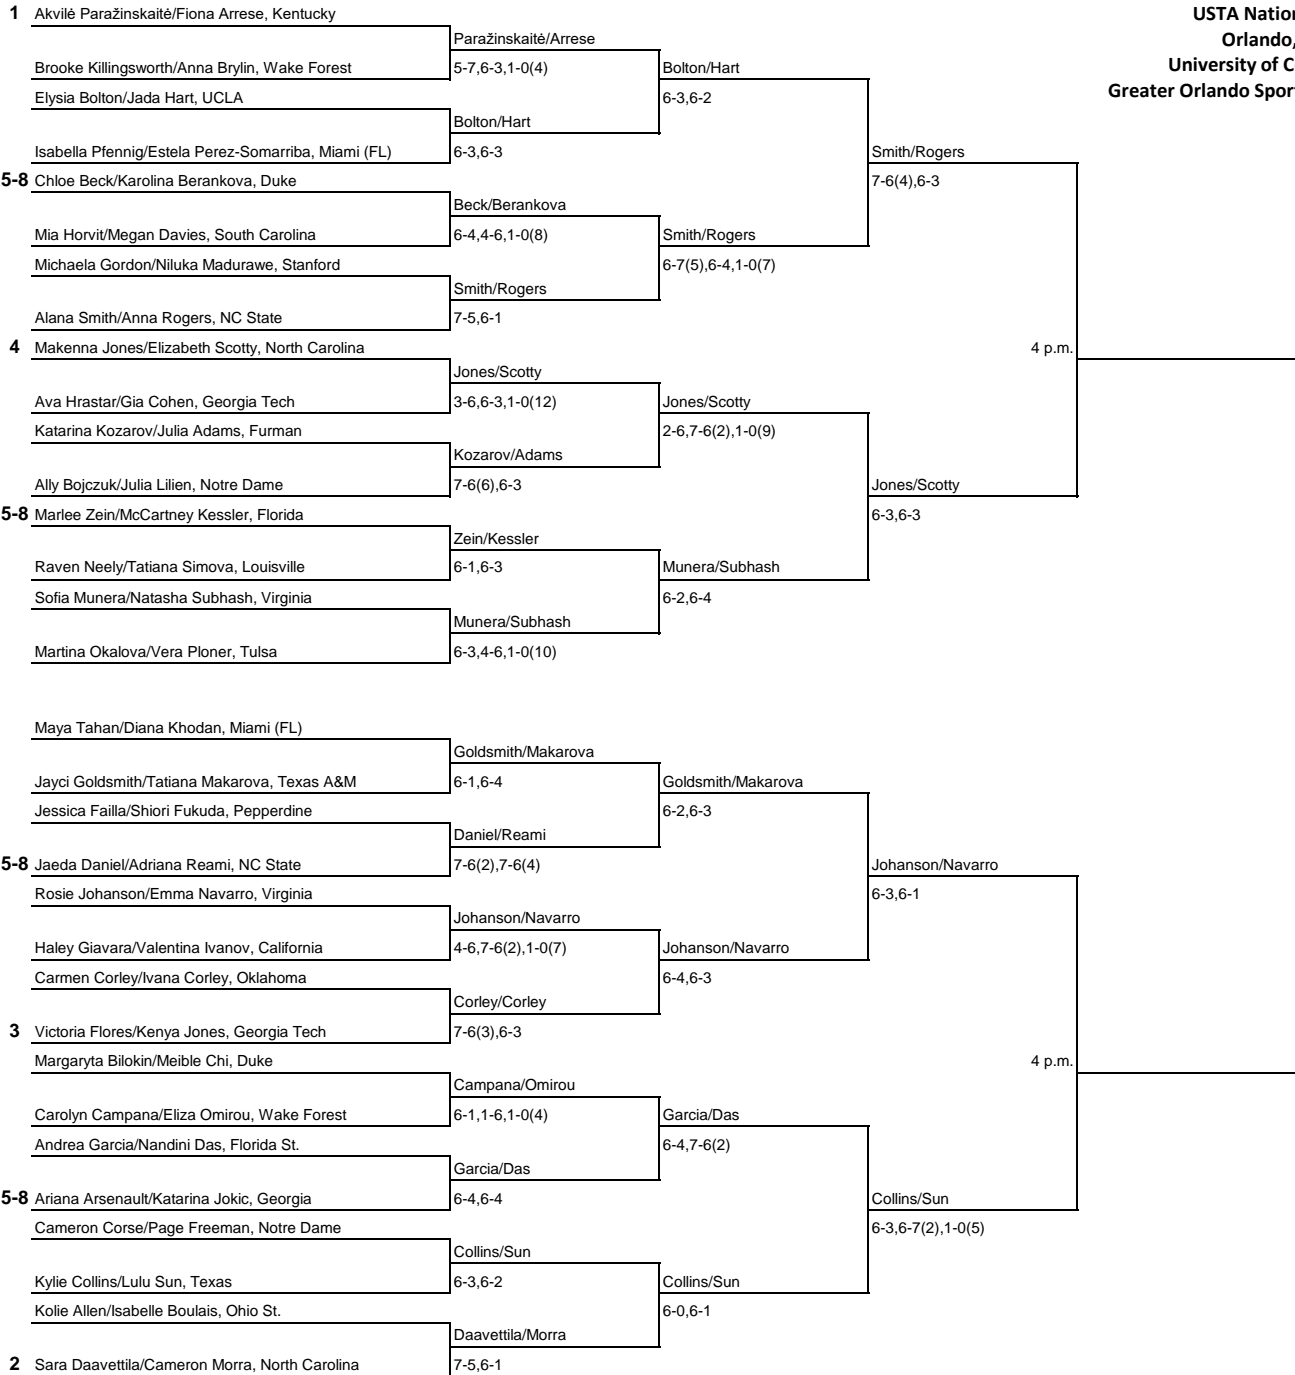 USTA Nation
Orlando,
University of C
Greater Orlando Sport
1 Akvilė Paražinskaitė/Fiona Arrese, Kentucky
Paražinskaitė/Arrese
Brooke Killingsworth/Anna Brylin, Wake Forest 5-7,6-3,1-0(4) Bolton/Hart
Elysia Bolton/Jada Hart, UCLA 6-3,6-2
Bolton/Hart
Isabella Pfennig/Estela Perez-Somarriba, Miami (FL) 6-3,6-3 Smith/Rogers
5-8 Chloe Beck/Karolina Berankova, Duke 7-6(4),6-3
Beck/Berankova
Mia Horvit/Megan Davies, South Carolina 6-4,4-6,1-0(8) Smith/Rogers
Michaela Gordon/Niluka Madurawe, Stanford 6-7(5),6-4,1-0(7)
Smith/Rogers
Alana Smith/Anna Rogers, NC State 7-5,6-1
4 Makenna Jones/Elizabeth Scotty, North Carolina 4 p.m.
Jones/Scotty
Ava Hrastar/Gia Cohen, Georgia Tech 3-6,6-3,1-0(12) Jones/Scotty
Katarina Kozarov/Julia Adams, Furman 2-6,7-6(2),1-0(9)
Kozarov/Adams
Ally Bojczuk/Julia Lilien, Notre Dame 7-6(6),6-3 Jones/Scotty
5-8 Marlee Zein/McCartney Kessler, Florida 6-3,6-3
Zein/Kessler
Raven Neely/Tatiana Simova, Louisville 6-1,6-3 Munera/Subhash
Sofia Munera/Natasha Subhash, Virginia 6-2,6-4
Munera/Subhash
Martina Okalova/Vera Ploner, Tulsa 6-3,4-6,1-0(10)
Maya Tahan/Diana Khodan, Miami (FL)
Goldsmith/Makarova
Jayci Goldsmith/Tatiana Makarova, Texas A&M 6-1,6-4 Goldsmith/Makarova
Jessica Failla/Shiori Fukuda, Pepperdine 6-2,6-3
Daniel/Reami
5-8 Jaeda Daniel/Adriana Reami, NC State 7-6(2),7-6(4) Johanson/Navarro
Rosie Johanson/Emma Navarro, Virginia 6-3,6-1
Johanson/Navarro
Haley Giavara/Valentina Ivanov, California 4-6,7-6(2),1-0(7) Johanson/Navarro
Carmen Corley/Ivana Corley, Oklahoma 6-4,6-3
Corley/Corley
3 Victoria Flores/Kenya Jones, Georgia Tech 7-6(3),6-3
Margaryta Bilokin/Meible Chi, Duke 4 p.m.
Campana/Omirou
Carolyn Campana/Eliza Omirou, Wake Forest 6-1,1-6,1-0(4) Garcia/Das
Andrea Garcia/Nandini Das, Florida St. 6-4,7-6(2)
Garcia/Das
5-8 Ariana Arsenault/Katarina Jokic, Georgia 6-4,6-4 Collins/Sun
Cameron Corse/Page Freeman, Notre Dame 6-3,6-7(2),1-0(5)
Collins/Sun
Kylie Collins/Lulu Sun, Texas 6-3,6-2 Collins/Sun
Kolie Allen/Isabelle Boulais, Ohio St. 6-0,6-1
Daavettila/Morra
2 Sara Daavettila/Cameron Morra, North Carolina 7-5,6-1